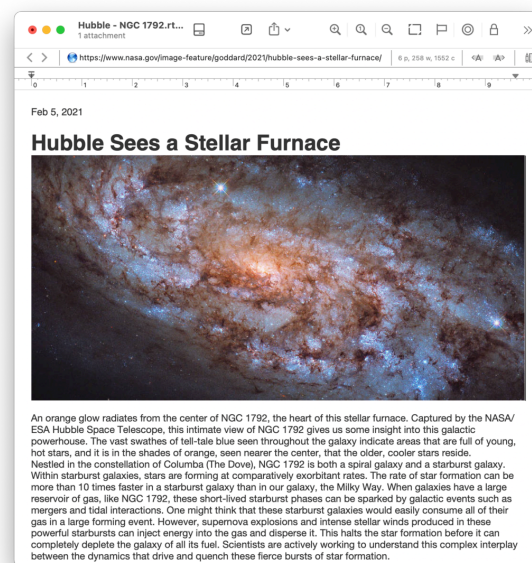 Hubble - NGC 1792.rt...
1 attachment
https://www.nasa.gov/image-feature/goddard/2021/hubble-sees-a-stellar-furnace/
6 p, 258 w, 1552 c
0 1 2 3 4 5 6 7 8 9
Feb 5, 2021
Hubble Sees a Stellar Furnace
An orange glow radiates from the center of NGC 1792, the heart of this stellar furnace. Captured by the NASA/
ESA Hubble Space Telescope, this intimate view of NGC 1792 gives us some insight into this galactic
powerhouse. The vast swathes of tell-tale blue seen throughout the galaxy indicate areas that are full of young,
hot stars, and it is in the shades of orange, seen nearer the center, that the older, cooler stars reside.
Nestled in the constellation of Columba (The Dove), NGC 1792 is both a spiral galaxy and a starburst galaxy.
Within starburst galaxies, stars are forming at comparatively exorbitant rates. The rate of star formation can be
more than 10 times faster in a starburst galaxy than in our galaxy, the Milky Way. When galaxies have a large
reservoir of gas, like NGC 1792, these short-lived starburst phases can be sparked by galactic events such as
mergers and tidal interactions. One might think that these starburst galaxies would easily consume all of their
gas in a large forming event. However, supernova explosions and intense stellar winds produced in these
powerful starbursts can inject energy into the gas and disperse it. This halts the star formation before it can
completely deplete the galaxy of all its fuel. Scientists are actively working to understand this complex interplay
between the dynamics that drive and quench these fierce bursts of star formation.